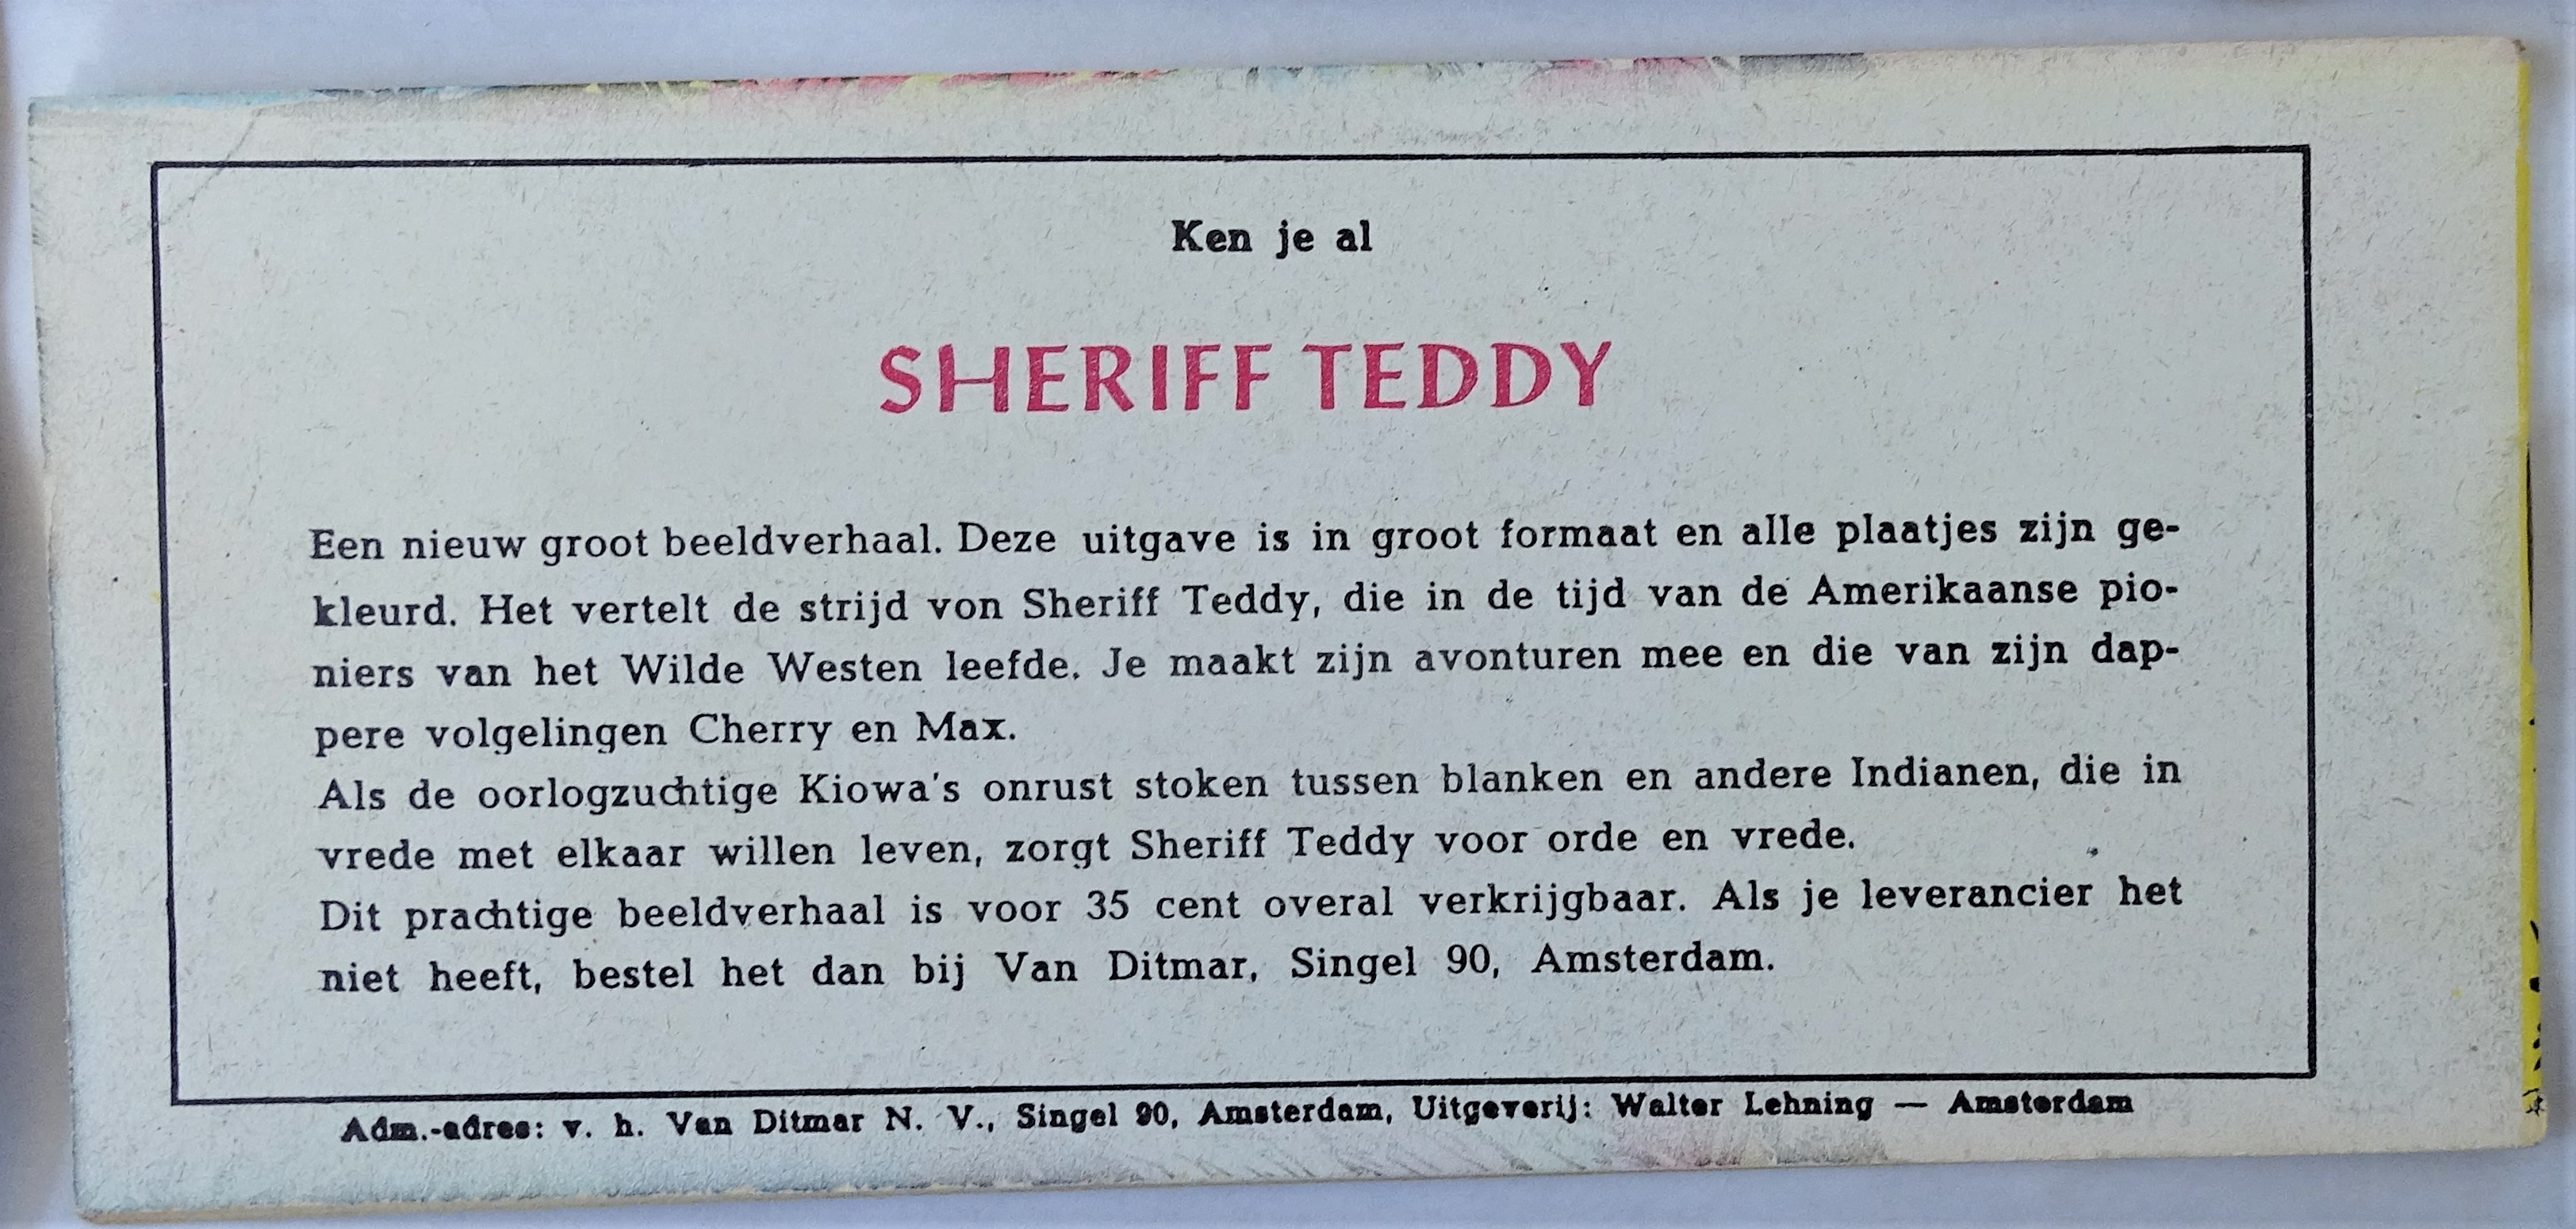 Ken je al
SHERIFF TEDDY
Een nieuw groot beeldverhaal. Deze uitgave is in groot formaat en alle plaatjes zijn ge-
kleurd. Het vertelt de strijd von Sheriff Teddy, die in de tijd van de Amerikaanse pio-
niers van het Wilde Westen leefde. Je maakt zijn avonturen mee en die van zijn dap-
pere volgelingen Cherry en Max.
Als de oorlogzuchtige Kiowa's onrust stoken tussen blanken en andere Indianen, die in
vrede met elkaar willen leven, zorgt Sheriff Teddy voor orde en vrede.
Dit prachtige beeldverhaal is voor 35 cent overal verkrijgbaar. Als je leverancier het
niet heeft, bestel het dan bij Van Ditmar, Singel 90, Amsterdam.
Adm.-adres: v. h. Van Ditmar N. V., Singel 90, Amsterdam, Uitgeverij: Walter Lehning — Amsterdam